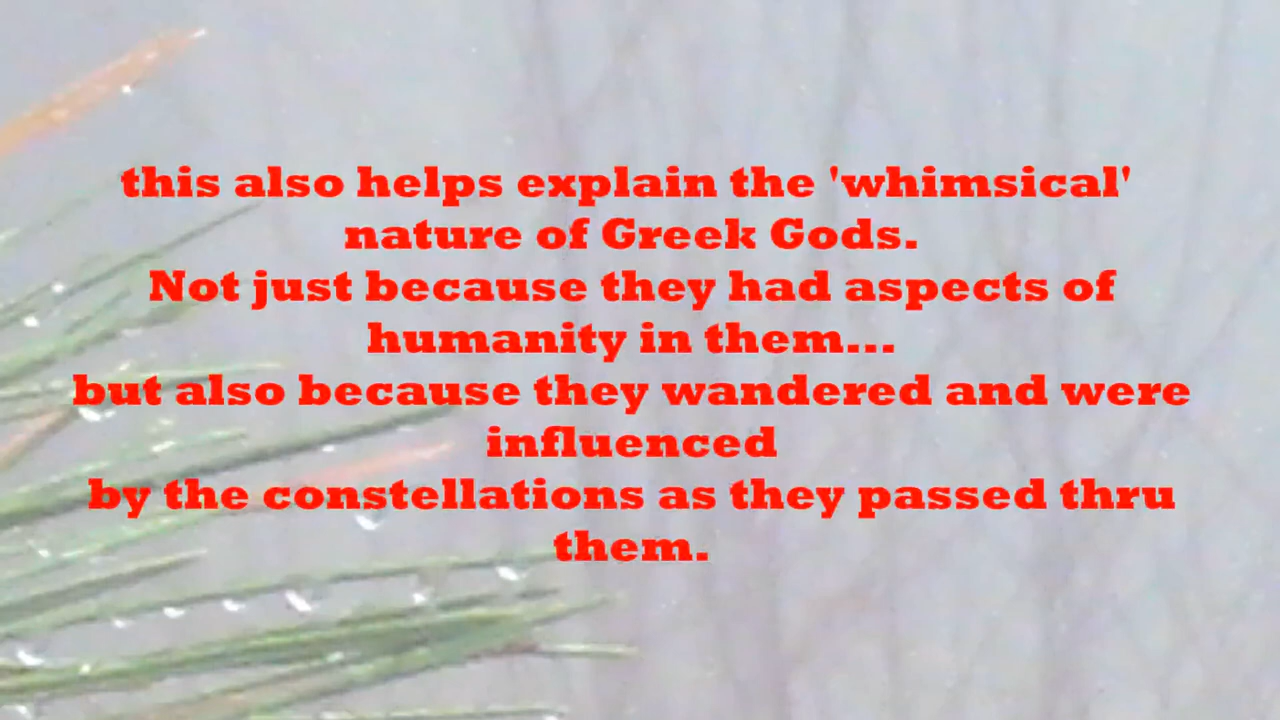 this also helps explain the 'whimsical'
nature of Greek Gods.
Not just because they had aspects of
humanity in them...
but also because they wandered and were
influenced
by the constellations as they passed thru
them.